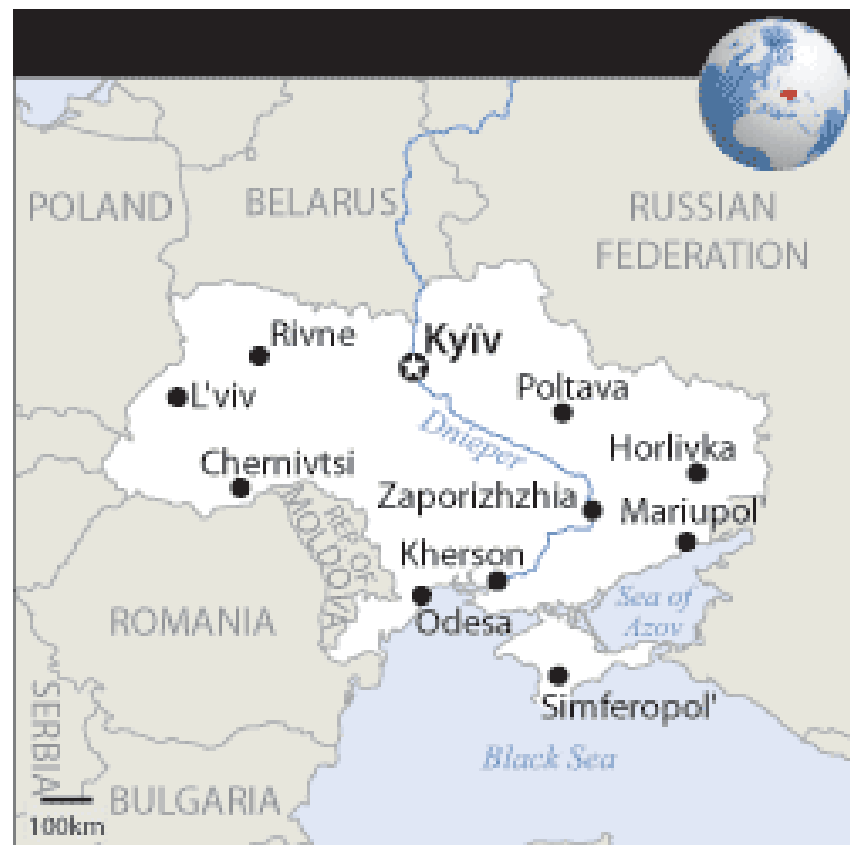 POLAND
BELARUS
RUSSIAN
FEDERATION
Rivne
Kyïv
L'viv
Poltava
Dnieper
Chernivtsi
Horlivka
Zaporizhzhia
Mariupol'
REP. OF
MOLDOVA
Kherson
Sea of
Azov
ROMANIA
Odesa
SERBIA
Simferopol'
Black Sea
BULGARIA
100km